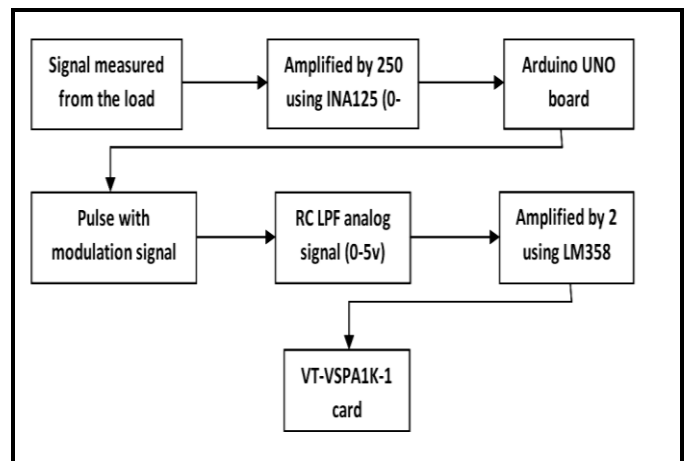 Signal measured
from the load
Amplified by 250
using INA125 (0-
Arduino UNO
board
Pulse with
modulation signal
RC LPF analog
signal (0-5v)
Amplified by 2
using LM358
VT-VSPA1K-1
card